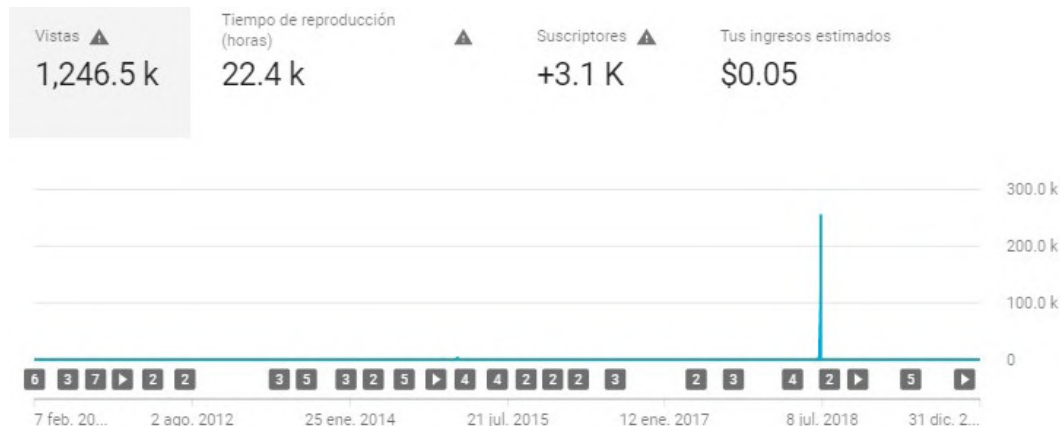 Vistas
Tiempo de reproducción
(horas)
Suscriptores
Tus ingresos estimados
1,246.5 k
22.4 k
+3.1 K
$0.05
300.0 k
200.0 k
100.0 k
0
6 3 7 2 2 3 5 3 2 5 4 4 2 2 2 3 2 3 4 2 5
7 feb. 20... 2 ago. 2012 25 ene. 2014 21 jul. 2015 12 ene. 2017 8 jul. 2018 31 dic. 2...